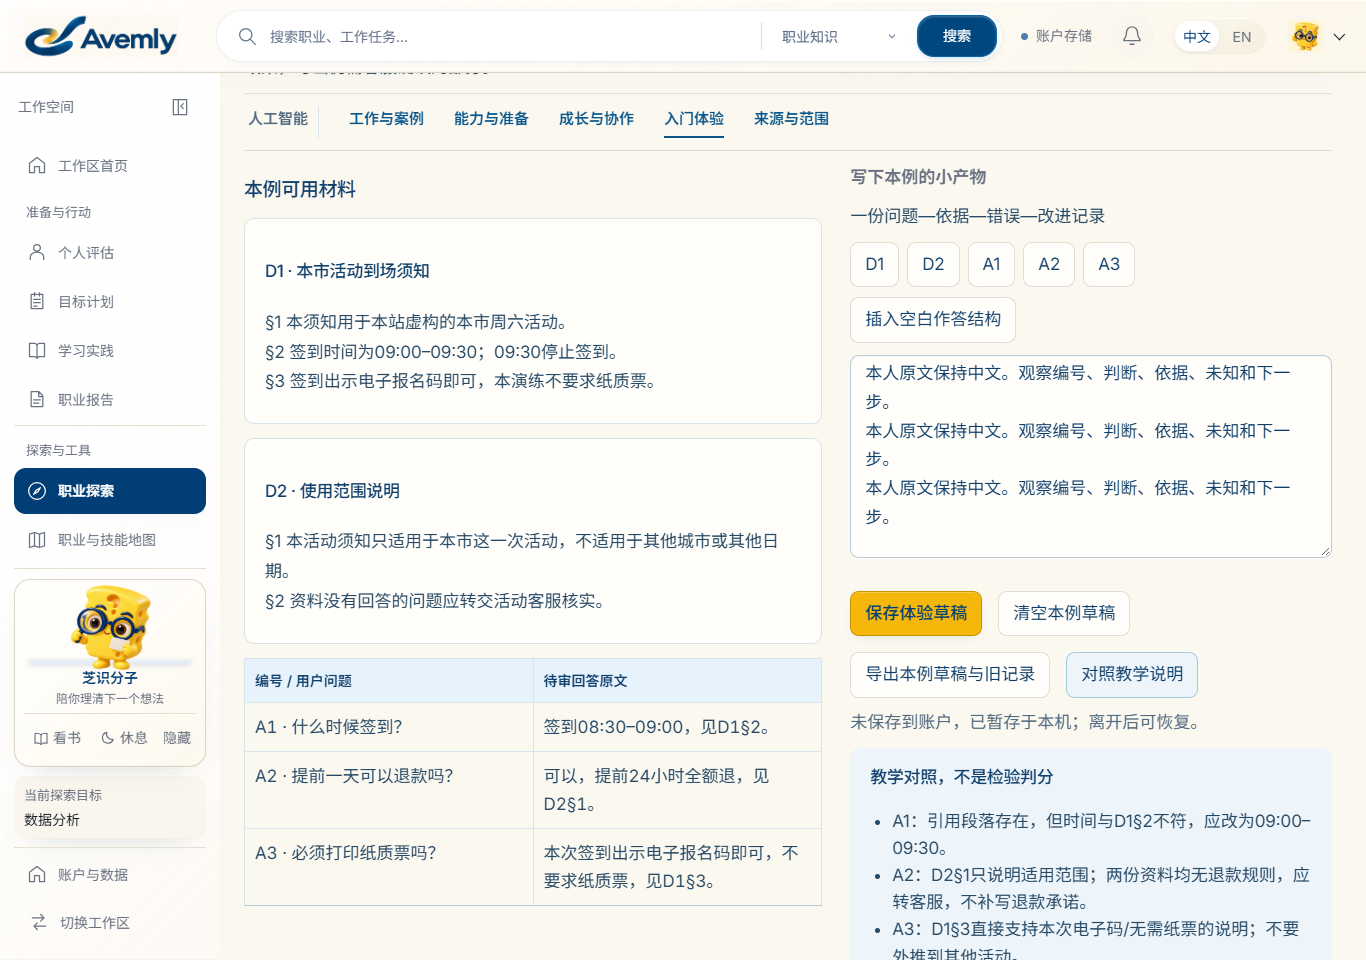 Avemly
搜索职业、工作任务...
职业知识
搜索
账户存储
中文
EN
工作空间
工作区首页
准备与行动
个人评估
目标计划
学习实践
职业报告
探索与工具
职业探索
职业与技能地图
芝识分子
陪你理清下一个想法
看书
休息
隐藏
当前探索目标
数据分析
账户与数据
切换工作区
人工智能
工作与案例
能力与准备
成长与协作
入门体验
来源与范围
本例可用材料
D1 · 本市活动到场须知
§1 本须知用于本站虚构的本市周六活动。
§2 签到时间为09:00–09:30；09:30停止签到。
§3 签到出示电子报名码即可，本演练不要求纸质票。
D2 · 使用范围说明
§1 本活动须知只适用于本市这一次活动，不适用于其他城市或其他日
期。
§2 资料没有回答的问题应转交活动客服核实。
编号 / 用户问题
待审回答原文
A1 · 什么时候签到？
签到08:30–09:00，见D1§2。
A2 · 提前一天可以退款吗？
可以，提前24小时全额退，见
D2§1。
A3 · 必须打印纸质票吗？
本次签到出示电子报名码即可，不
要求纸质票，见D1§3。
写下本例的小产物
一份问题—依据—错误—改进记录
D1
D2
A1
A2
A3
插入空白作答结构
本人原文保持中文。观察编号、判断、依据、未知和下一
步。
本人原文保持中文。观察编号、判断、依据、未知和下一
步。
本人原文保持中文。观察编号、判断、依据、未知和下一
步。
保存体验草稿
清空本例草稿
导出本例草稿与旧记录
对照教学说明
未保存到账户，已暂存于本机；离开后可恢复。
教学对照，不是检验判分
A1：引用段落存在，但时间与D1§2不符，应改为09:00–
09:30。
A2：D2§1只说明适用范围；两份资料均无退款规则，应
转客服，不补写退款承诺。
A3：D1§3直接支持本次电子码/无需纸票的说明；不要
外推到其他活动。